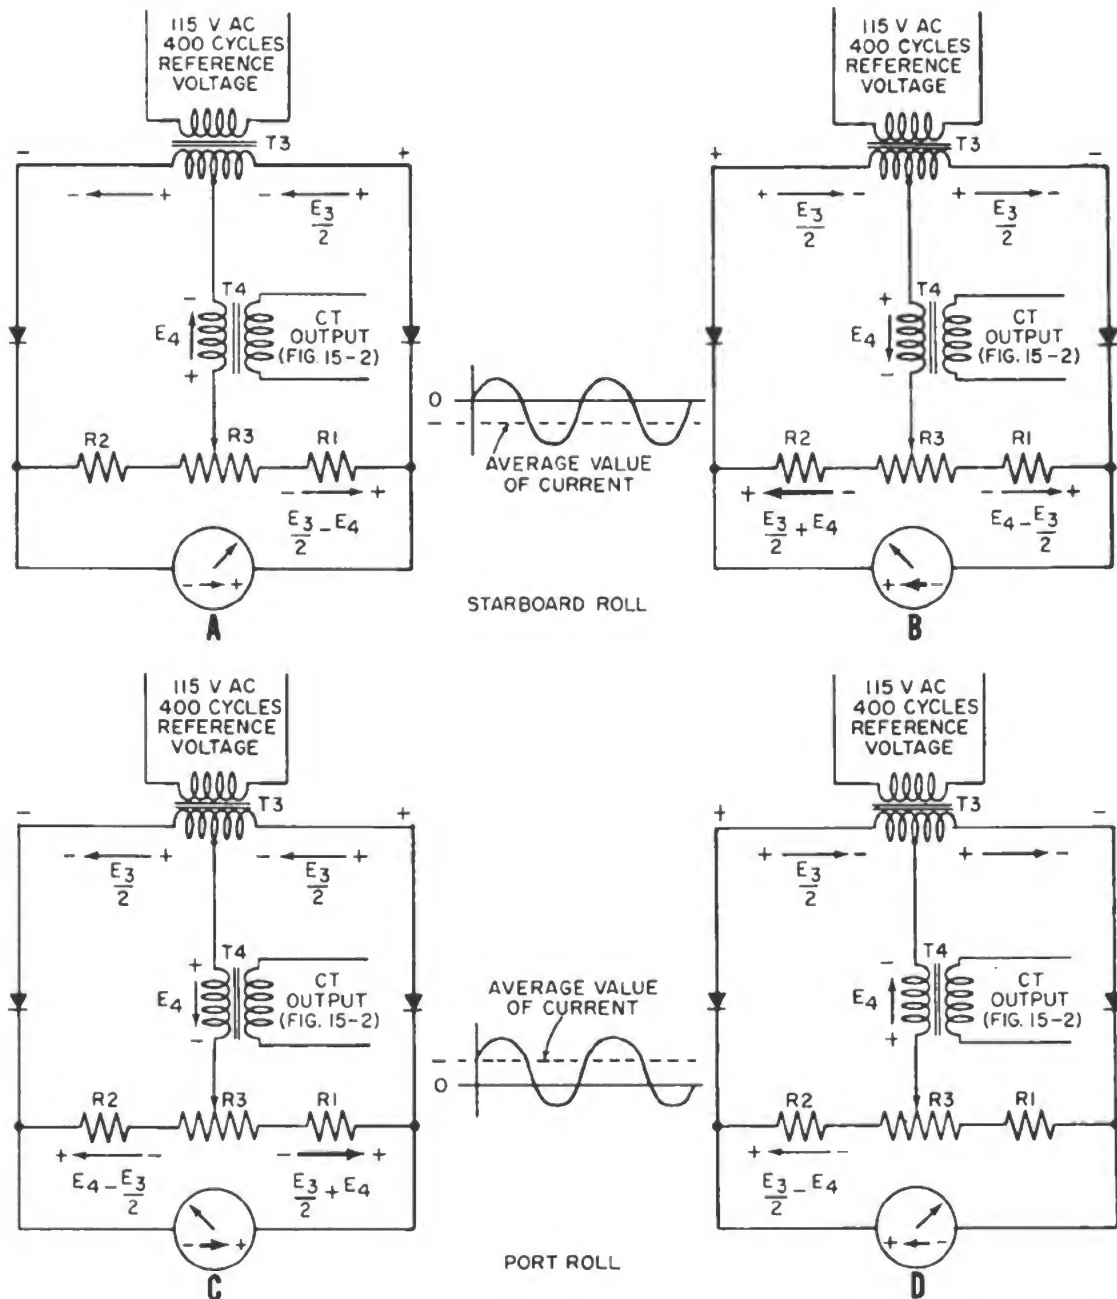 115 V AC
400 CYCLES
REFERENCE
VOLTAGE
T3
- +
- + - +
E3/2
T4
-
E4
+
CT
OUTPUT
(FIG. 15-2)
R2 R3 R1
- +
E3/2 - E4
- +
A
115 V AC
400 CYCLES
REFERENCE
VOLTAGE
T3
+ -
+ - + -
E3/2 E3/2
T4
+
E4
-
CT
OUTPUT
(FIG. 15-2)
R2 R3 R1
+ - - +
E3/2 + E4 E4 - E3/2
+ -
B
0
-
AVERAGE VALUE
OF CURRENT
STARBOARD ROLL
115 V AC
400 CYCLES
REFERENCE
VOLTAGE
T3
- +
- + - +
E3/2 E3/2
T4
+
E4
-
CT
OUTPUT
(FIG. 15-2)
R2 R3 R1
+ - - +
E4 - E3/2 E3/2 + E4
- +
C
115 V AC
400 CYCLES
REFERENCE
VOLTAGE
T3
+ -
+ - + -
E3/2
T4
-
E4
+
CT
OUTPUT
(FIG. 15-2)
R2 R3 R1
+ -
E3/2 - E4
+ -
D
AVERAGE VALUE
OF CURRENT
-
0
PORT ROLL